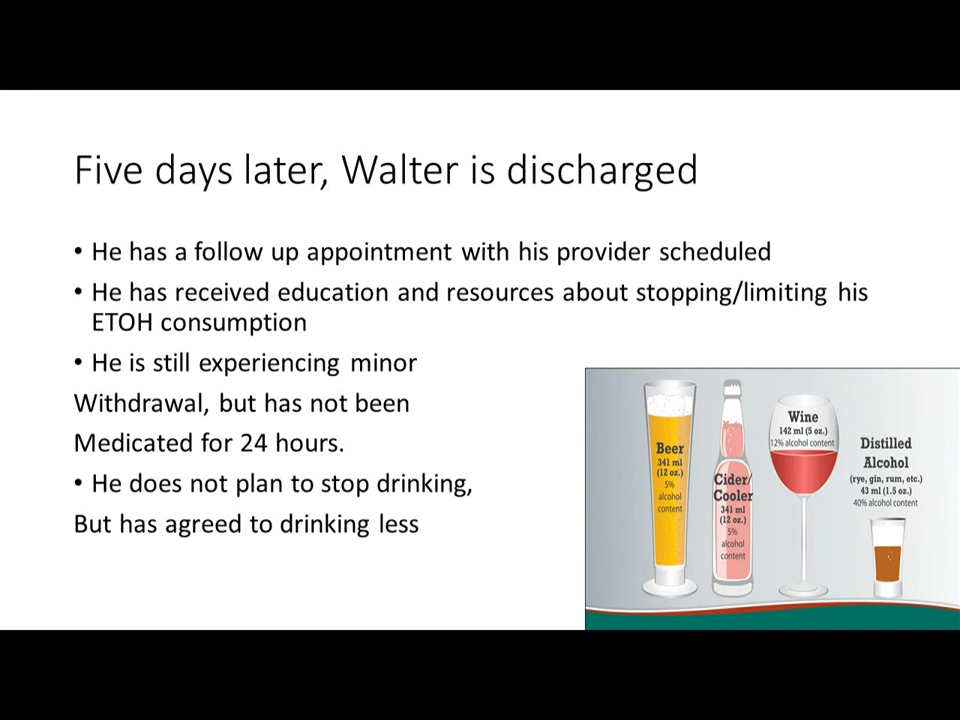 Five days later, Walter is discharged
• He has a follow up appointment with his provider scheduled
• He has received education and resources about stopping/limiting his
ETOH consumption
• He is still experiencing minor
Withdrawal, but has not been
Medicated for 24 hours.
• He does not plan to stop drinking,
But has agreed to drinking less
Beer
341 ml
(12 oz.)
5%
alcohol
content
Cider/
Cooler
341 ml
(12 oz.)
5%
alcohol
content
Wine
142 ml (5 oz.)
12% alcohol content
Distilled
Alcohol
(rye, gin, rum, etc.)
43 ml (1.5 oz.)
40% alcohol content